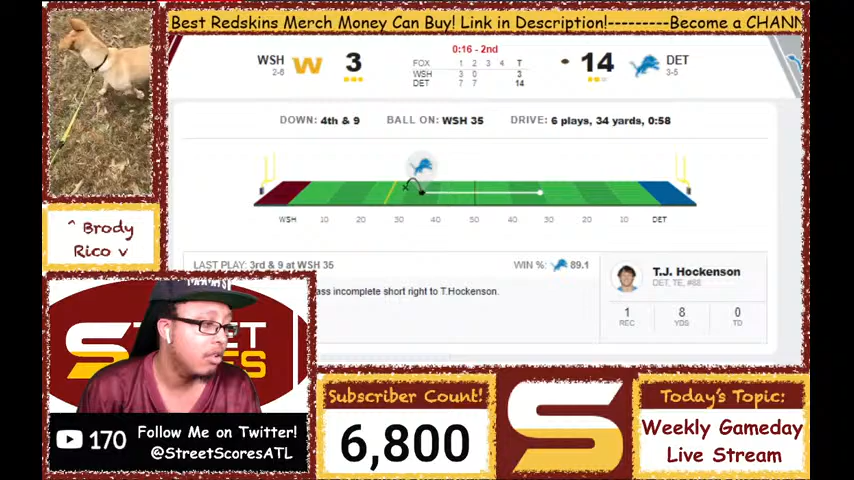 Best Redskins Merch Money Can Buy! Link in Description!---------Become a CHANN
WSH
2-6
W
3
0:16 - 2nd
FOX 1 2 3 4 T
WSH 3 0 3
DET 7 7 14
14
DET
3-5
DOWN: 4th & 9
BALL ON: WSH 35
DRIVE: 6 plays, 34 yards, 0:58
WSH 10 20 30 40 50 40 30 20 10 DET
^ Brody
Rico v
LAST PLAY: 3rd & 9 at WSH 35
WIN %: 89.1
ass incomplete short right to T.Hockenson.
T.J. Hockenson
DET, TE, #88
1 8 0
REC YDS TD
170
Follow Me on Twitter!
@StreetScoresATL
Subscriber Count!
6,800
Today's Topic:
Weekly Gameday
Live Stream